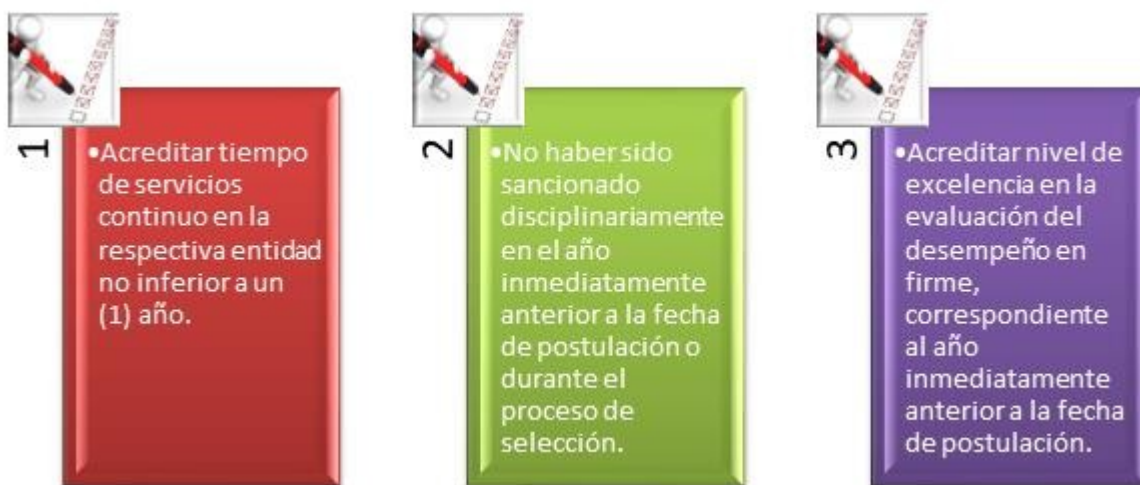 1
•Acreditar tiempo
de servicios
continuo en la
respectiva entidad
no inferior a un
(1) año.
2
•No haber sido
sancionado
disciplinariamente
en el año
inmediatamente
anterior a la fecha
de postulación o
durante el
proceso de
selección.
3
•Acreditar nivel de
excelencia en la
evaluación del
desempeño en
firme,
correspondiente
al año
inmediatamente
anterior a la fecha
de postulación.